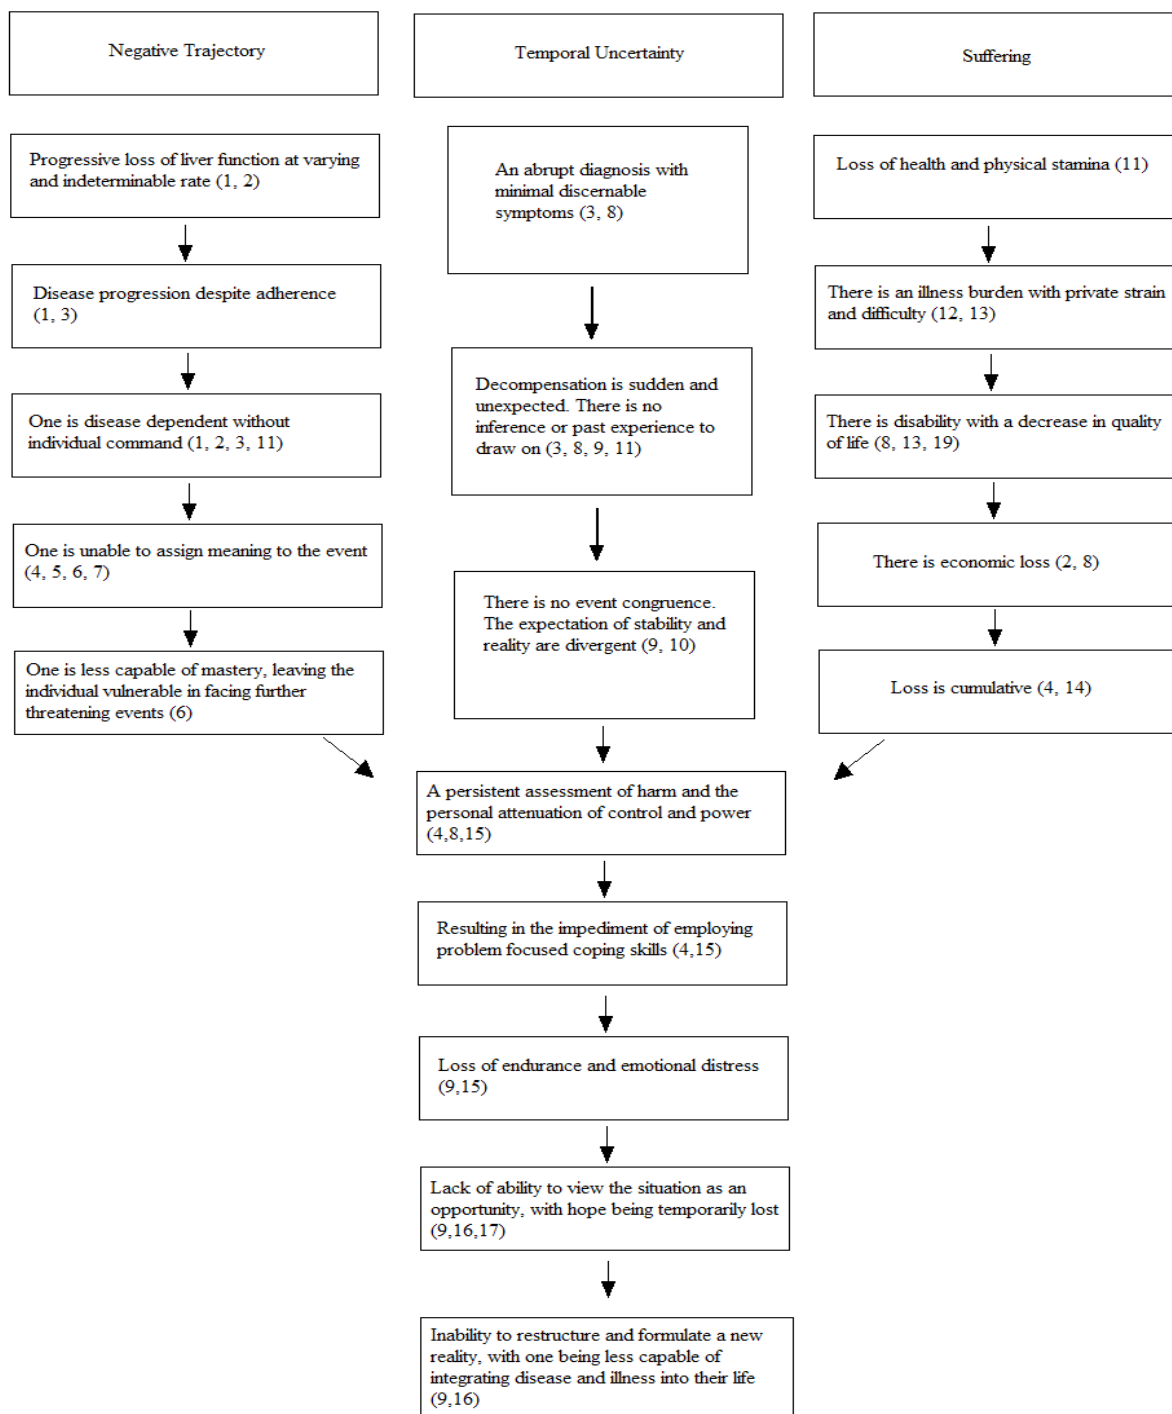 Negative Trajectory
Temporal Uncertainty
Suffering
Progressive loss of liver function at varying
and indeterminable rate (1, 2)
Disease progression despite adherence
(1, 3)
One is disease dependent without
individual command (1, 2, 3, 11)
One is unable to assign meaning to the event
(4, 5, 6, 7)
One is less capable of mastery, leaving the
individual vulnerable in facing further
threatening events (6)
An abrupt diagnosis with
minimal discernable
symptoms (3, 8)
Decompensation is sudden and
unexpected. There is no
inference or past experience to
draw on (3, 8, 9, 11)
There is no event congruence.
The expectation of stability and
reality are divergent (9, 10)
Loss of health and physical stamina (11)
There is an illness burden with private strain
and difficulty (12, 13)
There is disability with a decrease in quality
of life (8, 13, 19)
There is economic loss (2, 8)
Loss is cumulative (4, 14)
A persistent assessment of harm and the
personal attenuation of control and power
(4,8,15)
Resulting in the impediment of employing
problem focused coping skills (4,15)
Loss of endurance and emotional distress
(9,15)
Lack of ability to view the situation as an
opportunity, with hope being temporarily lost
(9,16,17)
Inability to restructure and formulate a new
reality, with one being less capable of
integrating disease and illness into their life
(9,16)